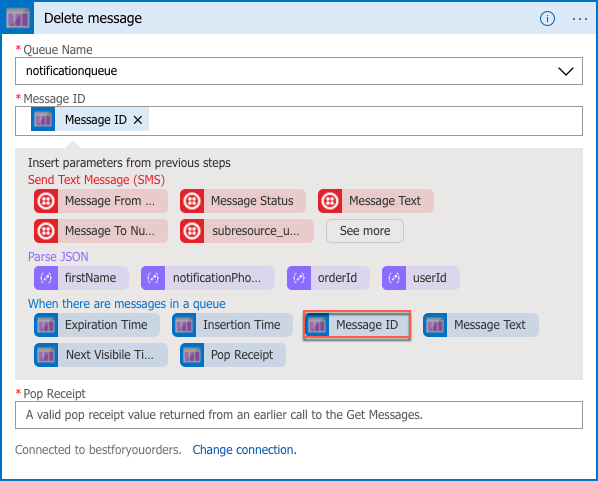 Delete message
*Queue Name
notificationqueue
*Message ID
Message ID
Insert parameters from previous steps
Send Text Message (SMS)
Message From ... Message Status Message Text
Message To Nu... subresource_u... See more
Parse JSON
firstName notificationPho... orderId userId
When there are messages in a queue
Expiration Time Insertion Time Message ID Message Text
Next Visibile Ti... Pop Receipt
*Pop Receipt
A valid pop receipt value returned from an earlier call to the Get Messages.
Connected to bestforyouorders. Change connection.